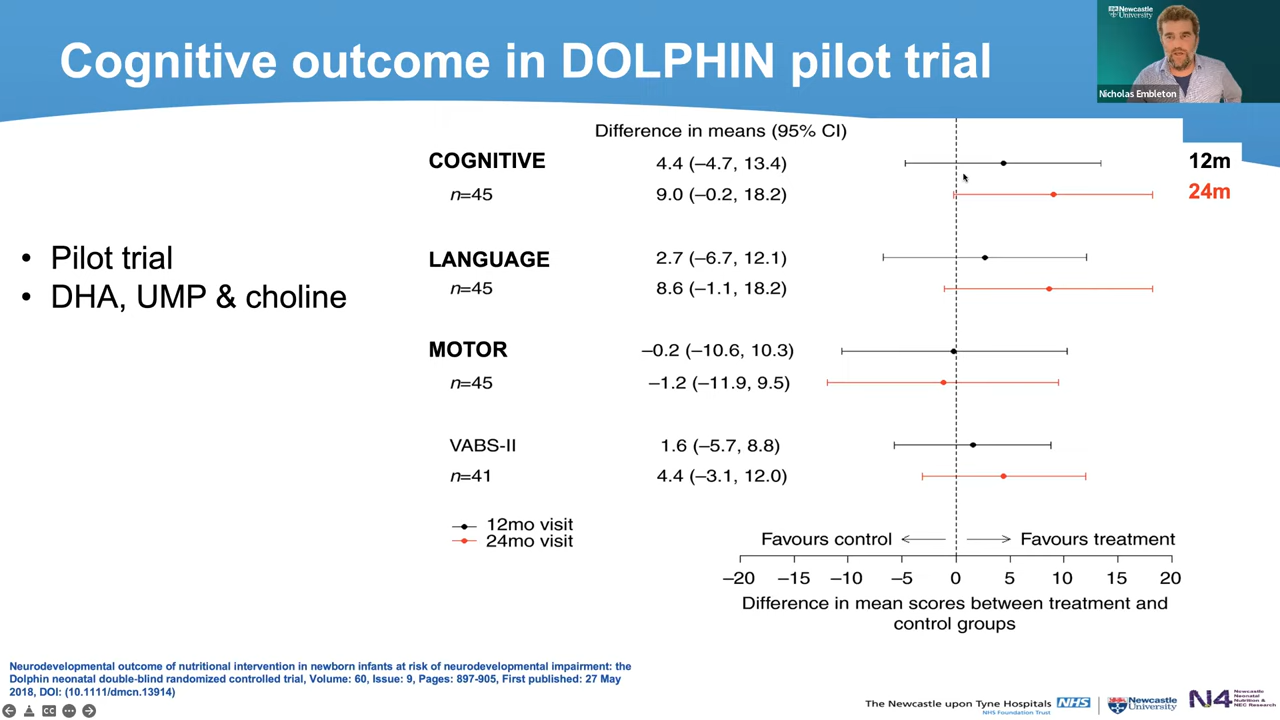 Cognitive outcome in DOLPHIN pilot trial
Newcastle
University
Nicholas Embleton
Difference in means (95% CI)
COGNITIVE 4.4 (–4.7, 13.4) 12m
n=45 9.0 (–0.2, 18.2) 24m
• Pilot trial
• DHA, UMP & choline
LANGUAGE 2.7 (–6.7, 12.1)
n=45 8.6 (–1.1, 18.2)
MOTOR –0.2 (–10.6, 10.3)
n=45 –1.2 (–11.9, 9.5)
VABS-II 1.6 (–5.7, 8.8)
n=41 4.4 (–3.1, 12.0)
12mo visit
24mo visit
Favours control Favours treatment
–20 –15 –10 –5 0 5 10 15 20
Difference in mean scores between treatment and
control groups
Neurodevelopmental outcome of nutritional intervention in newborn infants at risk of neurodevelopmental impairment: the
Dolphin neonatal double-blind randomized controlled trial, Volume: 60, Issue: 9, Pages: 897-905, First published: 27 May
2018, DOI: (10.1111/dmcn.13914)
CC
The Newcastle upon Tyne Hospitals NHS
NHS Foundation Trust
Newcastle
University
N4
Newcastle
Neonatal
Nutrition &
NEC Research